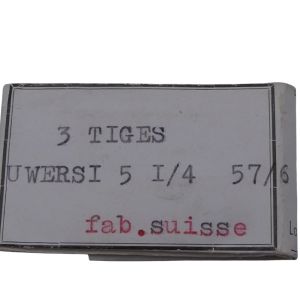 3 TIGES
UWERSI 5 I/4 57/6
fab.suisse